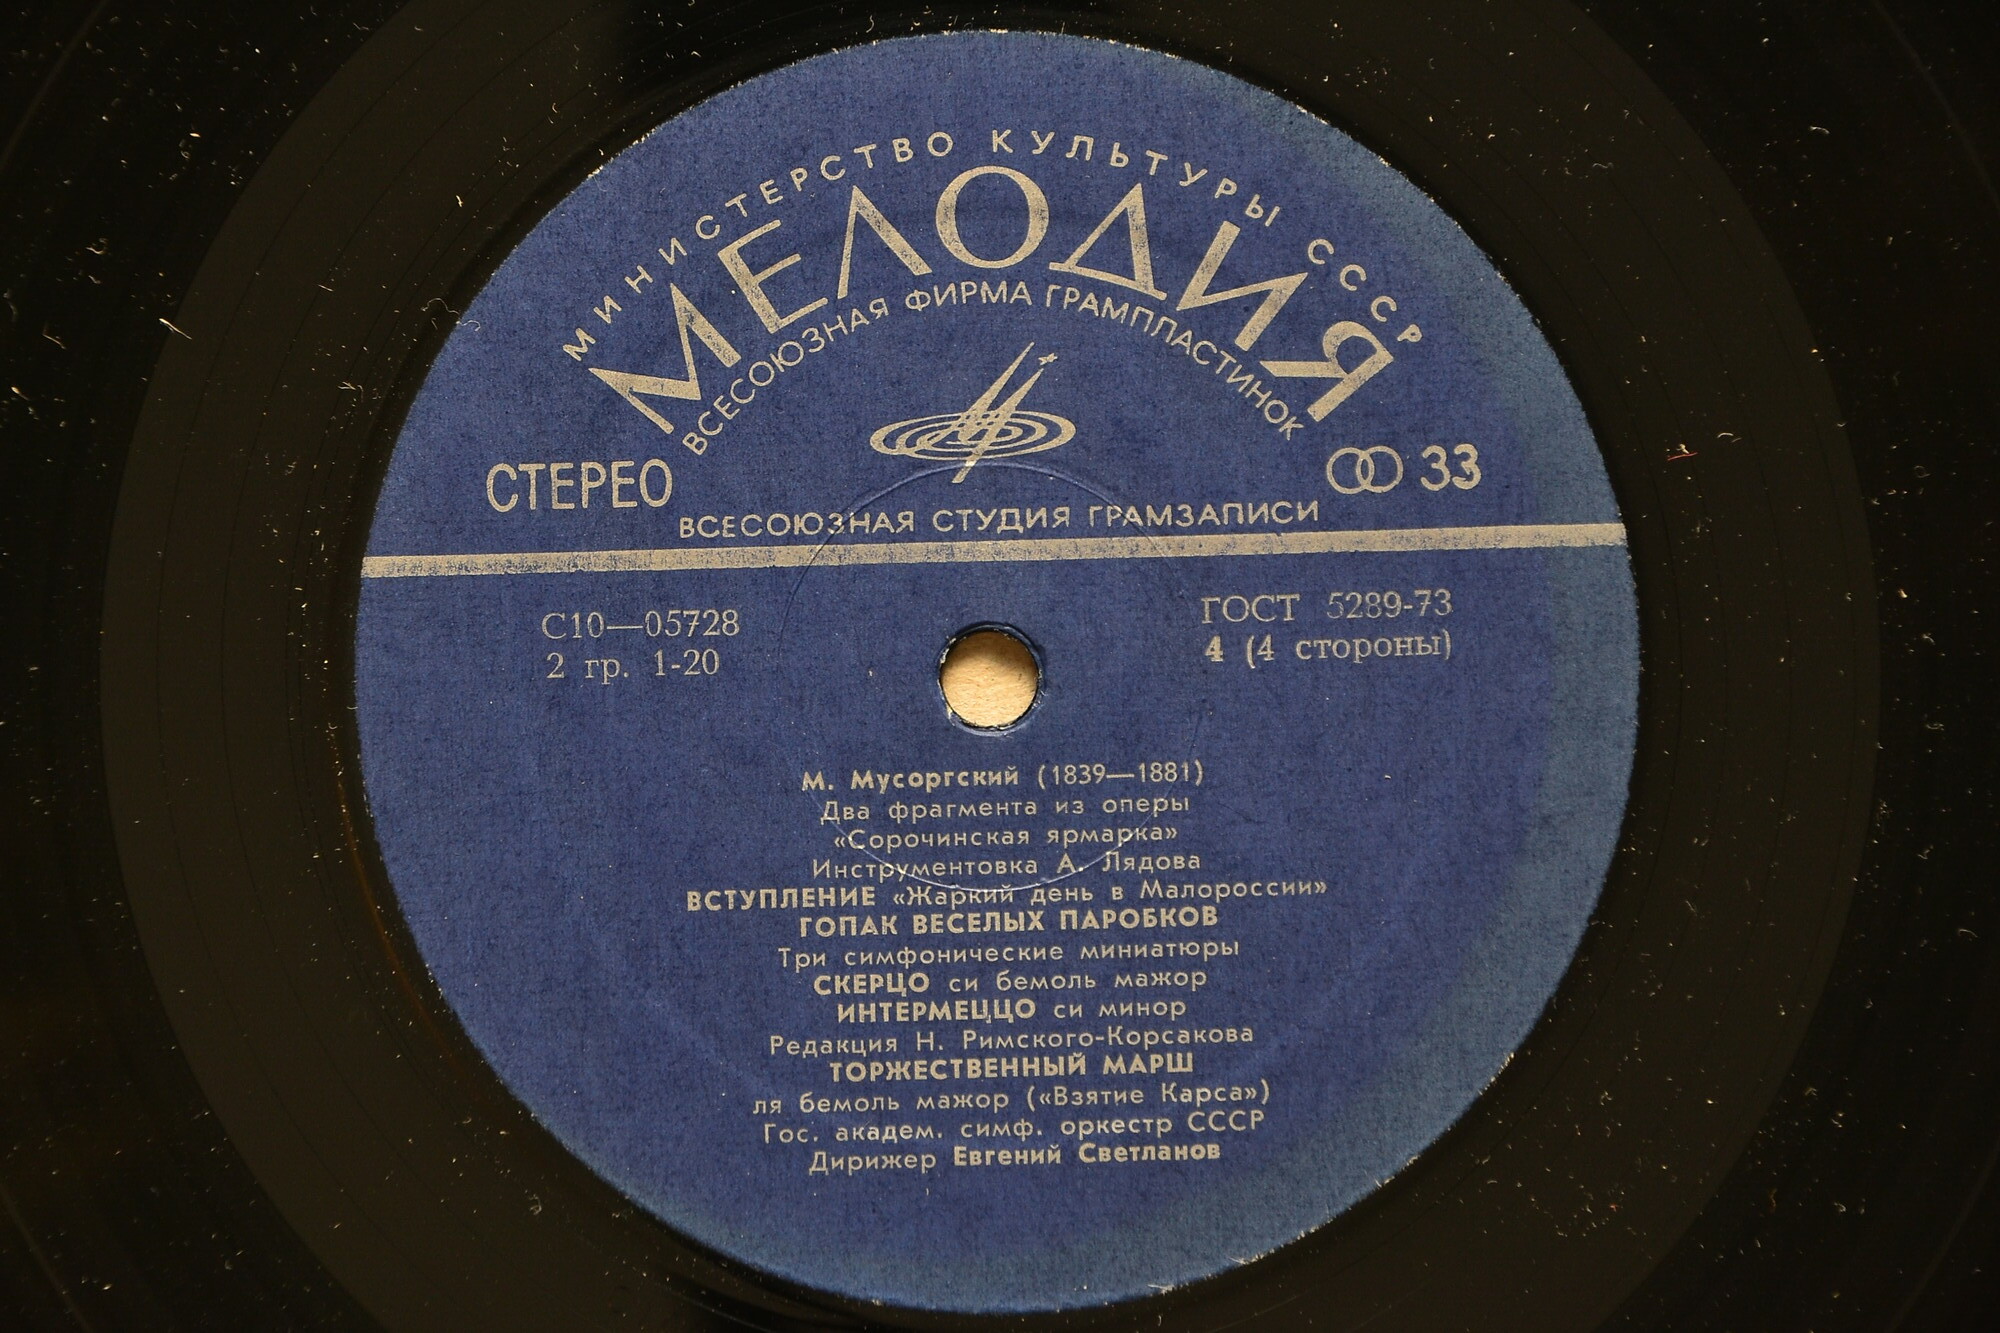 МИНИСТЕРСТВО КУЛЬТУРЫ СССР
МЕЛОДИЯ
ВСЕСОЮЗНАЯ ФИРМА ГРАМПЛАСТИНОК
СТЕРЕО
33
ВСЕСОЮЗНАЯ СТУДИЯ ГРАМЗАПИСИ
С10—05728
ГОСТ 5289-73
2 гр. 1-20
4 (4 стороны)
М. Мусоргский (1839—1881)
Два фрагмента из оперы
«Сорочинская ярмарка»
Инструментовка А. Лядова
ВСТУПЛЕНИЕ «Жаркий день в Малороссии»
ГОПАК ВЕСЕЛЫХ ПАРОБКОВ
Три симфонические миниатюры
СКЕРЦО си бемоль мажор
ИНТЕРМЕЦЦО си минор
Редакция Н. Римского-Корсакова
ТОРЖЕСТВЕННЫЙ МАРШ
ля бемоль мажор («Взятие Карса»)
Гос. академ. симф. оркестр СССР
Дирижер Евгений Светланов